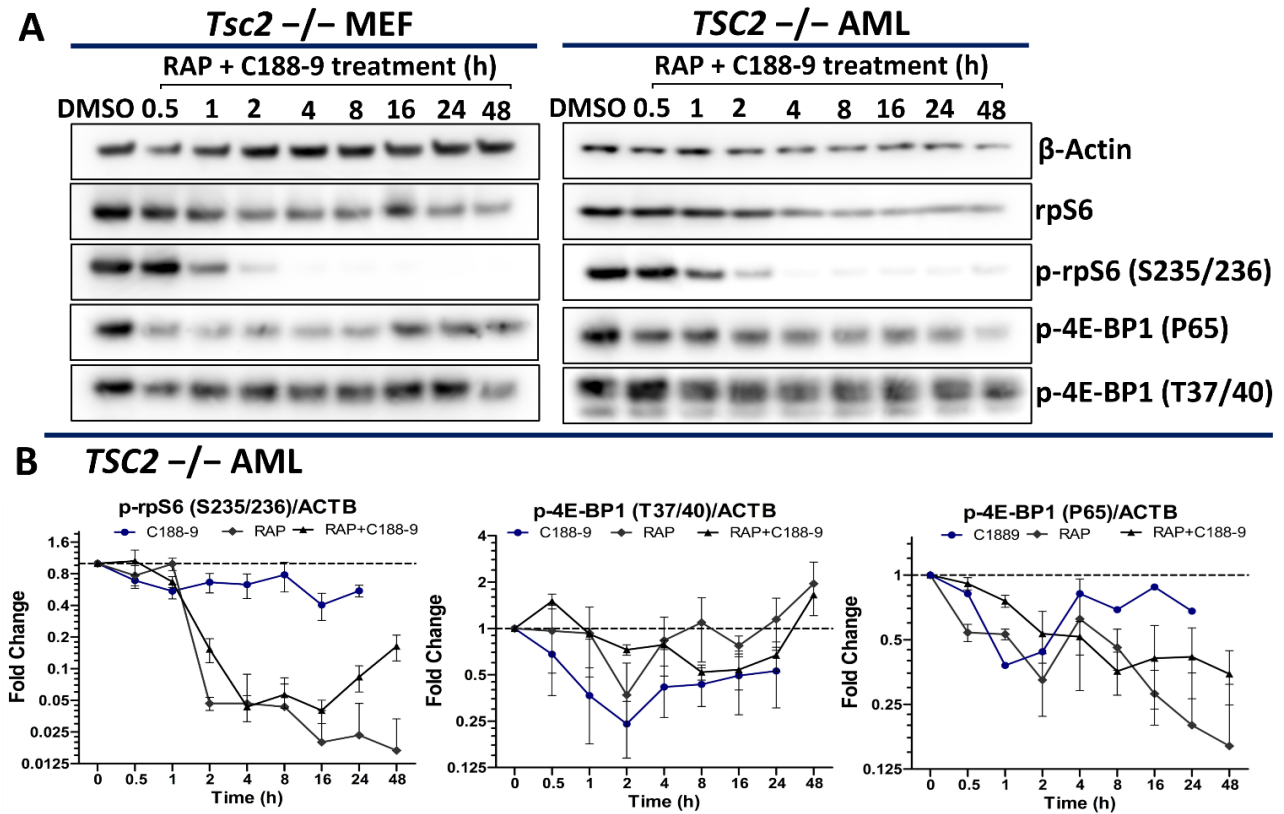 A
Tsc2 −/− MEF
TSC2 −/− AML
RAP + C188-9 treatment (h)
RAP + C188-9 treatment (h)
DMSO 0.5 1 2 4 8 16 24 48
DMSO 0.5 1 2 4 8 16 24 48
β-Actin
rpS6
p-rpS6 (S235/236)
p-4E-BP1 (P65)
p-4E-BP1 (T37/40)
B
TSC2 −/− AML
p-rpS6 (S235/236)/ACTB
C188-9 RAP RAP+C188-9
Fold Change
1.6
0.8
0.4
0.2
0.1
0.05
0.025
0.0125
0 0.5 1 2 4 8 16 24 48
Time (h)
p-4E-BP1 (T37/40)/ACTB
C188-9 RAP RAP+C188-9
Fold Change
4
2
1
0.5
0.25
0.125
0 0.5 1 2 4 8 16 24 48
Time (h)
p-4E-BP1 (P65)/ACTB
C1889 RAP RAP+C188-9
Fold Change
1
0.5
0.25
0.125
0 0.5 1 2 4 8 16 24 48
Time (h)